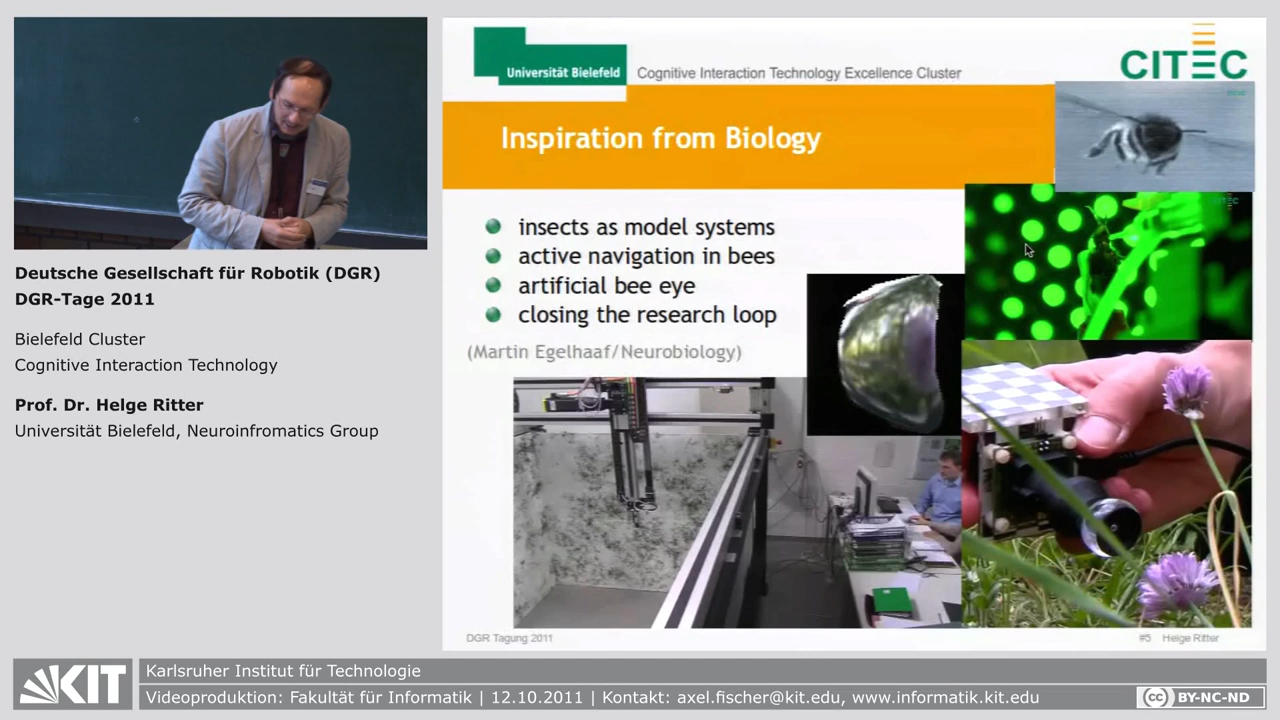 Universität Bielefeld
Cognitive Interaction Technology Excellence Cluster
CITEC
Inspiration from Biology
CITEC
insects as model systems
active navigation in bees
artificial bee eye
closing the research loop
(Martin Egelhaaf/Neurobiology)
DGR Tagung 2011
#5 Helge Ritter
Deutsche Gesellschaft für Robotik (DGR)
DGR-Tage 2011
Bielefeld Cluster
Cognitive Interaction Technology
Prof. Dr. Helge Ritter
Universität Bielefeld, Neuroinfromatics Group
KIT
Karlsruher Institut für Technologie
Videoproduktion: Fakultät für Informatik | 12.10.2011 | Kontakt: axel.fischer@kit.edu, www.informatik.kit.edu
cc BY-NC-ND